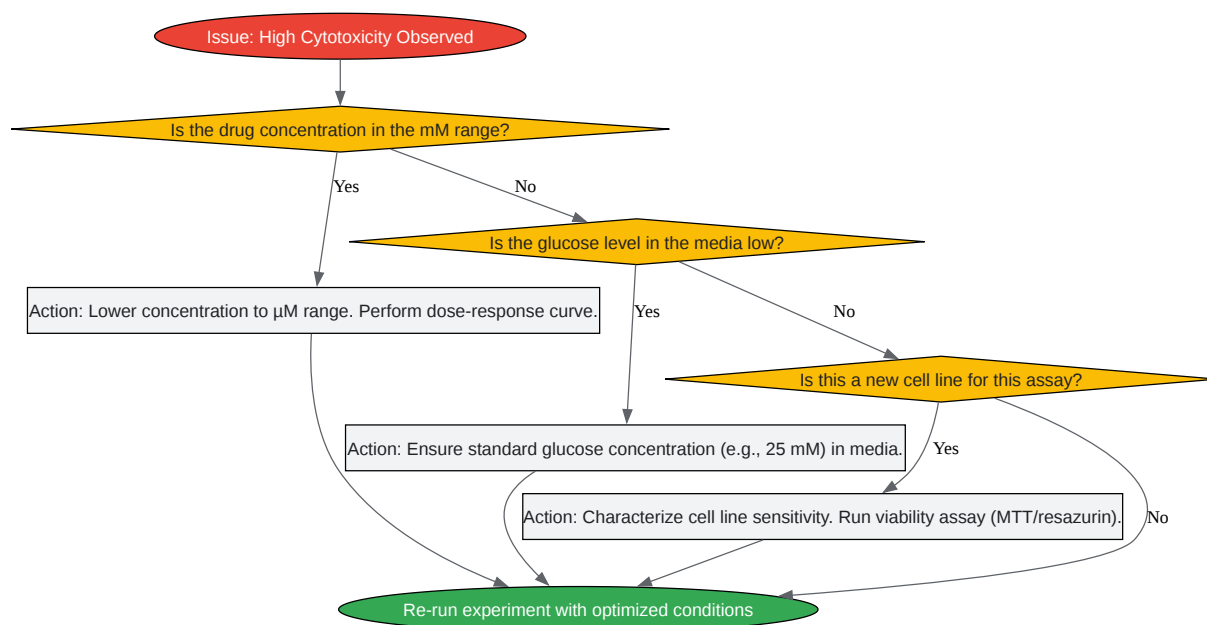 Issue: High Cytotoxicity Observed
Is the drug concentration in the mM range?
Yes
No
Is the glucose level in the media low?
Action: Lower concentration to µM range. Perform dose-response curve.
Yes
No
Is this a new cell line for this assay?
Action: Ensure standard glucose concentration (e.g., 25 mM) in media.
Yes
Action: Characterize cell line sensitivity. Run viability assay (MTT/resazurin).
No
Re-run experiment with optimized conditions